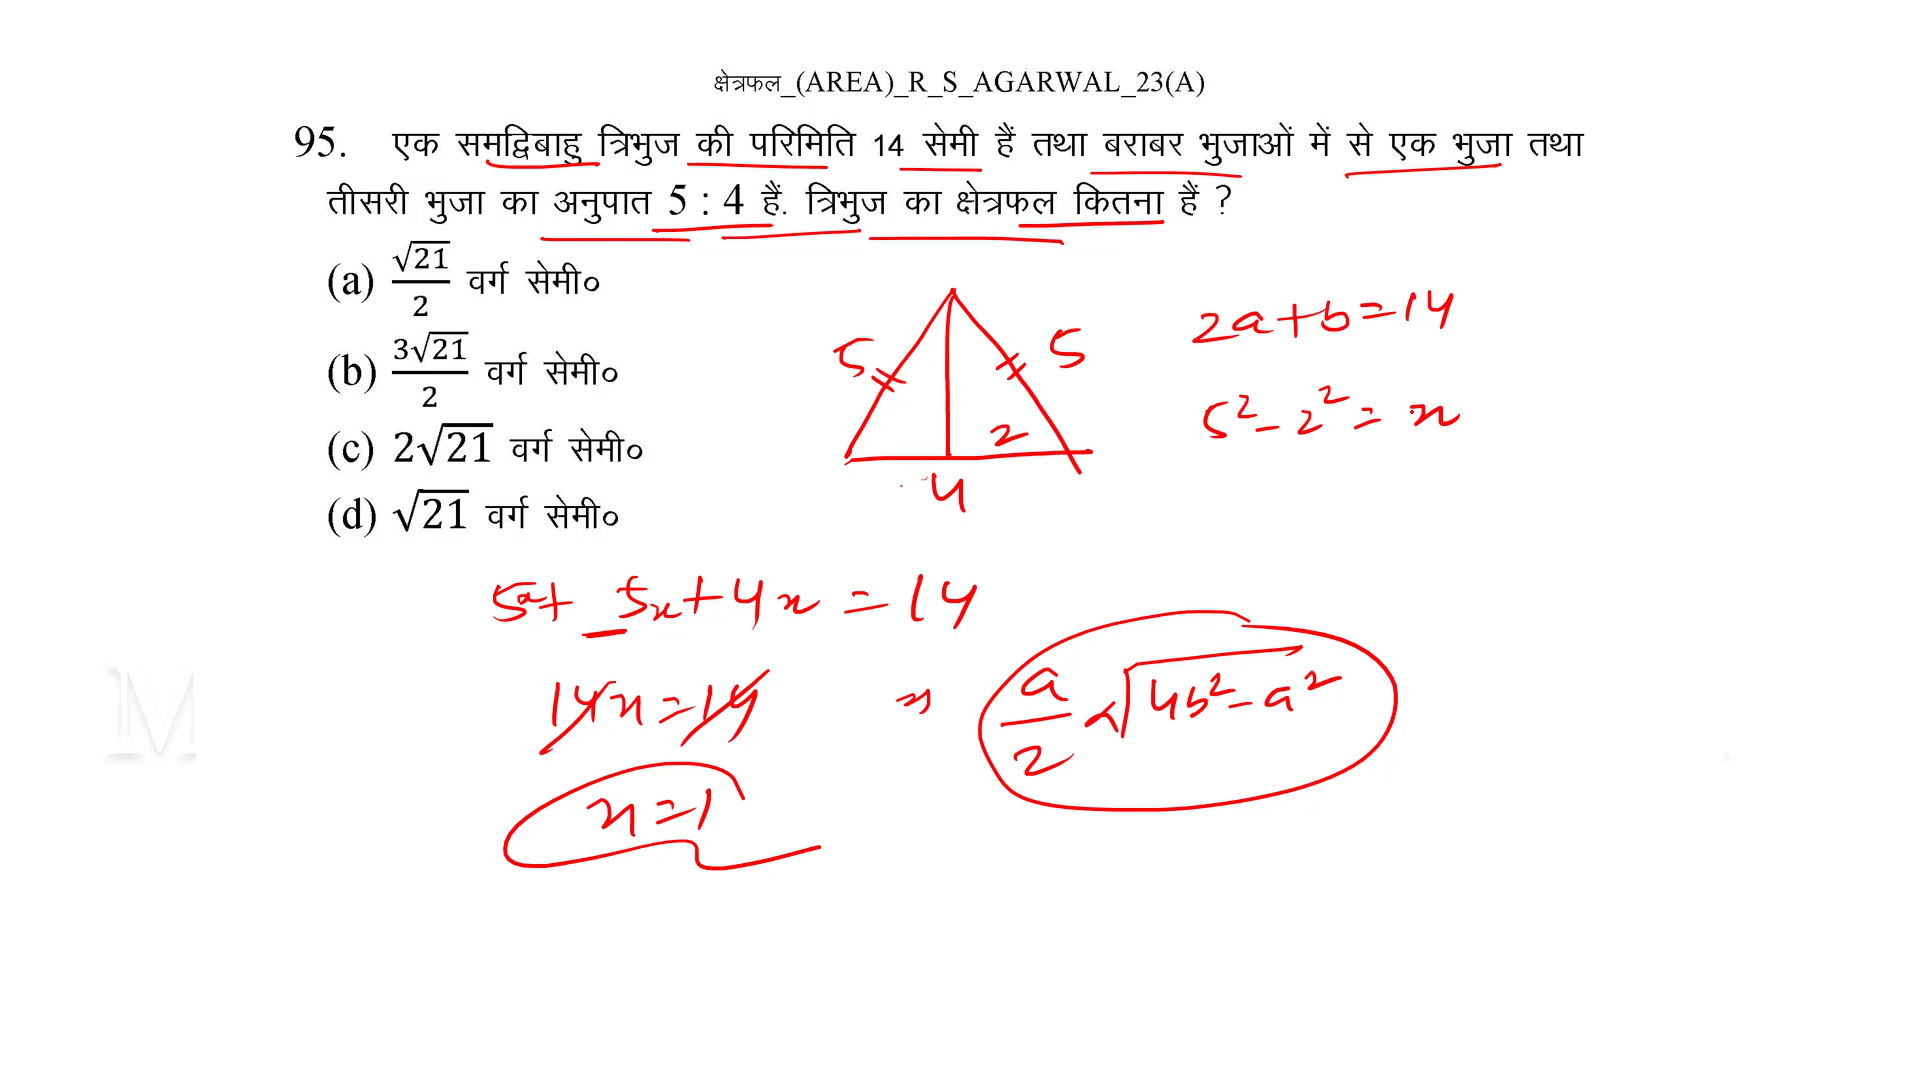 क्षेत्रफल_(AREA)_R_S_AGARWAL_23(A)
95. एक समद्विबाहु त्रिभुज की परिमिति 14 सेमी हैं तथा बराबर भुजाओं में से एक भुजा तथा
तीसरी भुजा का अनुपात 5 : 4 हैं. त्रिभुज का क्षेत्रफल कितना हैं ?
(a) √21/2 वर्ग सेमी०
(b) 3√21/2 वर्ग सेमी०
(c) 2√21 वर्ग सेमी०
(d) √21 वर्ग सेमी०
5 5
2
4
2a+b=14
5²-2²=x
5x+ 5x+4x=14
14x=14
x=1
a/2 √4b²-a²
M